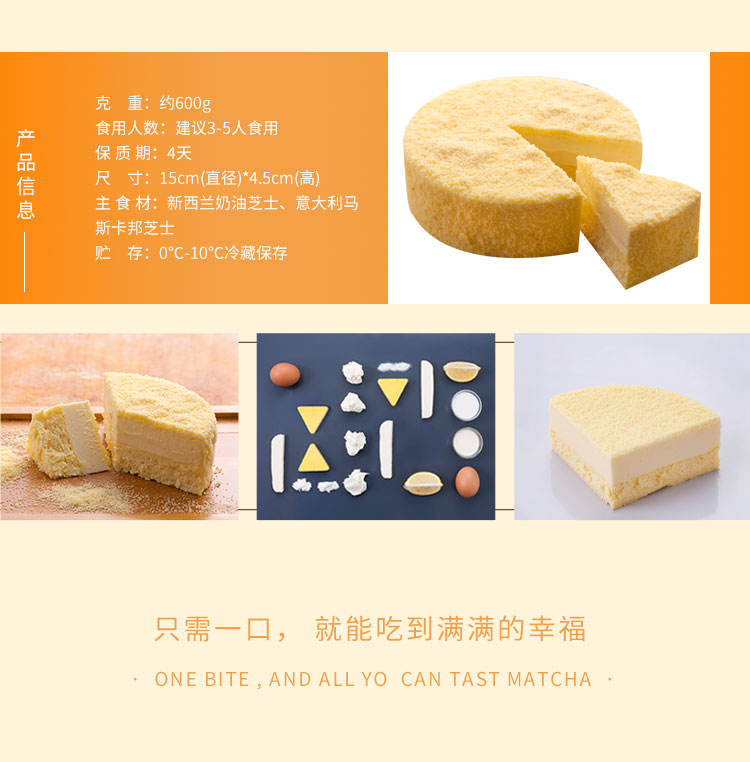 产品信息
克　重：约600g
食用人数：建议3-5人食用
保 质 期：4天
尺　寸：15cm(直径)*4.5cm(高)
主 食 材：新西兰奶油芝士、意大利马
斯卡邦芝士
贮　存：0℃-10℃冷藏保存
只需一口， 就能吃到满满的幸福
· ONE BITE , AND ALL YO  CAN TAST MATCHA ·